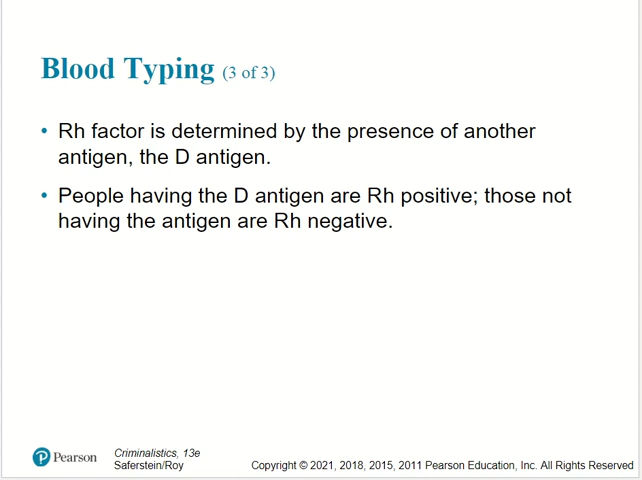 Blood Typing (3 of 3)
• Rh factor is determined by the presence of another
antigen, the D antigen.
• People having the D antigen are Rh positive; those not
having the antigen are Rh negative.
Pearson
Criminalistics, 13e
Saferstein/Roy
Copyright © 2021, 2018, 2015, 2011 Pearson Education, Inc. All Rights Reserved